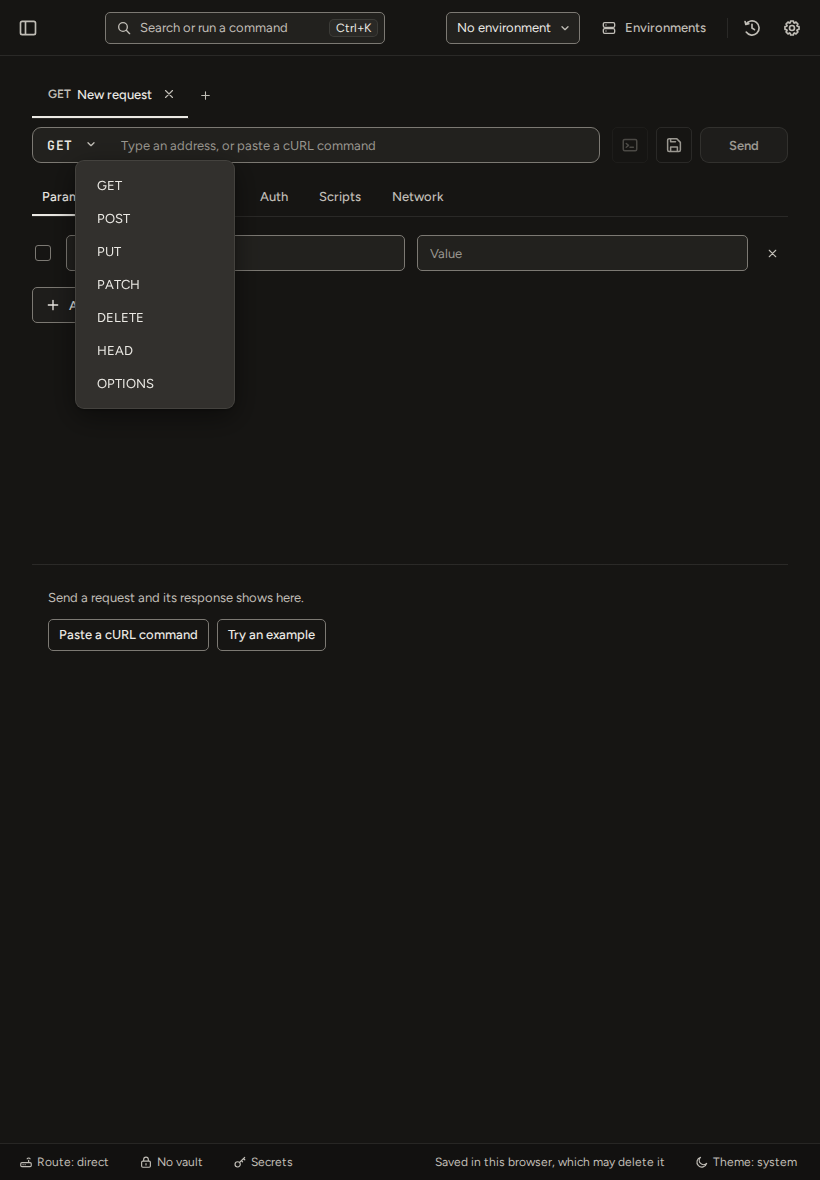 Search or run a command Ctrl+K No environment Environments
GET New request
GET Type an address, or paste a cURL command Send
Param Auth Scripts Network
GET
POST
PUT
PATCH
DELETE
HEAD
OPTIONS
Value
A
Send a request and its response shows here.
Paste a cURL command Try an example
Route: direct No vault Secrets Saved in this browser, which may delete it Theme: system